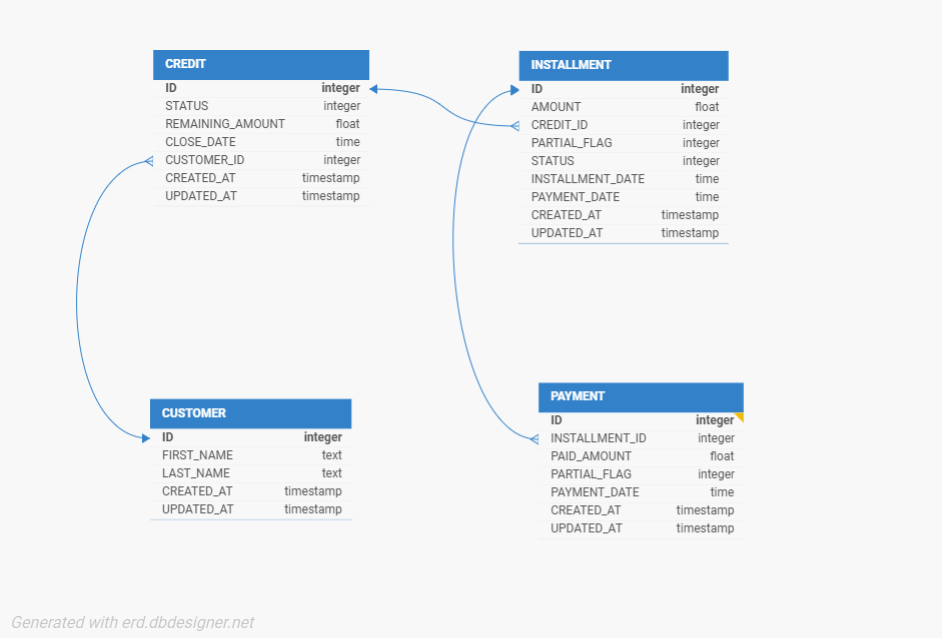 CREDIT
ID integer
STATUS integer
REMAINING_AMOUNT float
CLOSE_DATE time
CUSTOMER_ID integer
CREATED_AT timestamp
UPDATED_AT timestamp
INSTALLMENT
ID integer
AMOUNT float
CREDIT_ID integer
PARTIAL_FLAG integer
STATUS integer
INSTALLMENT_DATE time
PAYMENT_DATE time
CREATED_AT timestamp
UPDATED_AT timestamp
CUSTOMER
ID integer
FIRST_NAME text
LAST_NAME text
CREATED_AT timestamp
UPDATED_AT timestamp
PAYMENT
ID integer
INSTALLMENT_ID integer
PAID_AMOUNT float
PARTIAL_FLAG integer
PAYMENT_DATE time
CREATED_AT timestamp
UPDATED_AT timestamp
Generated with erd.dbdesigner.net